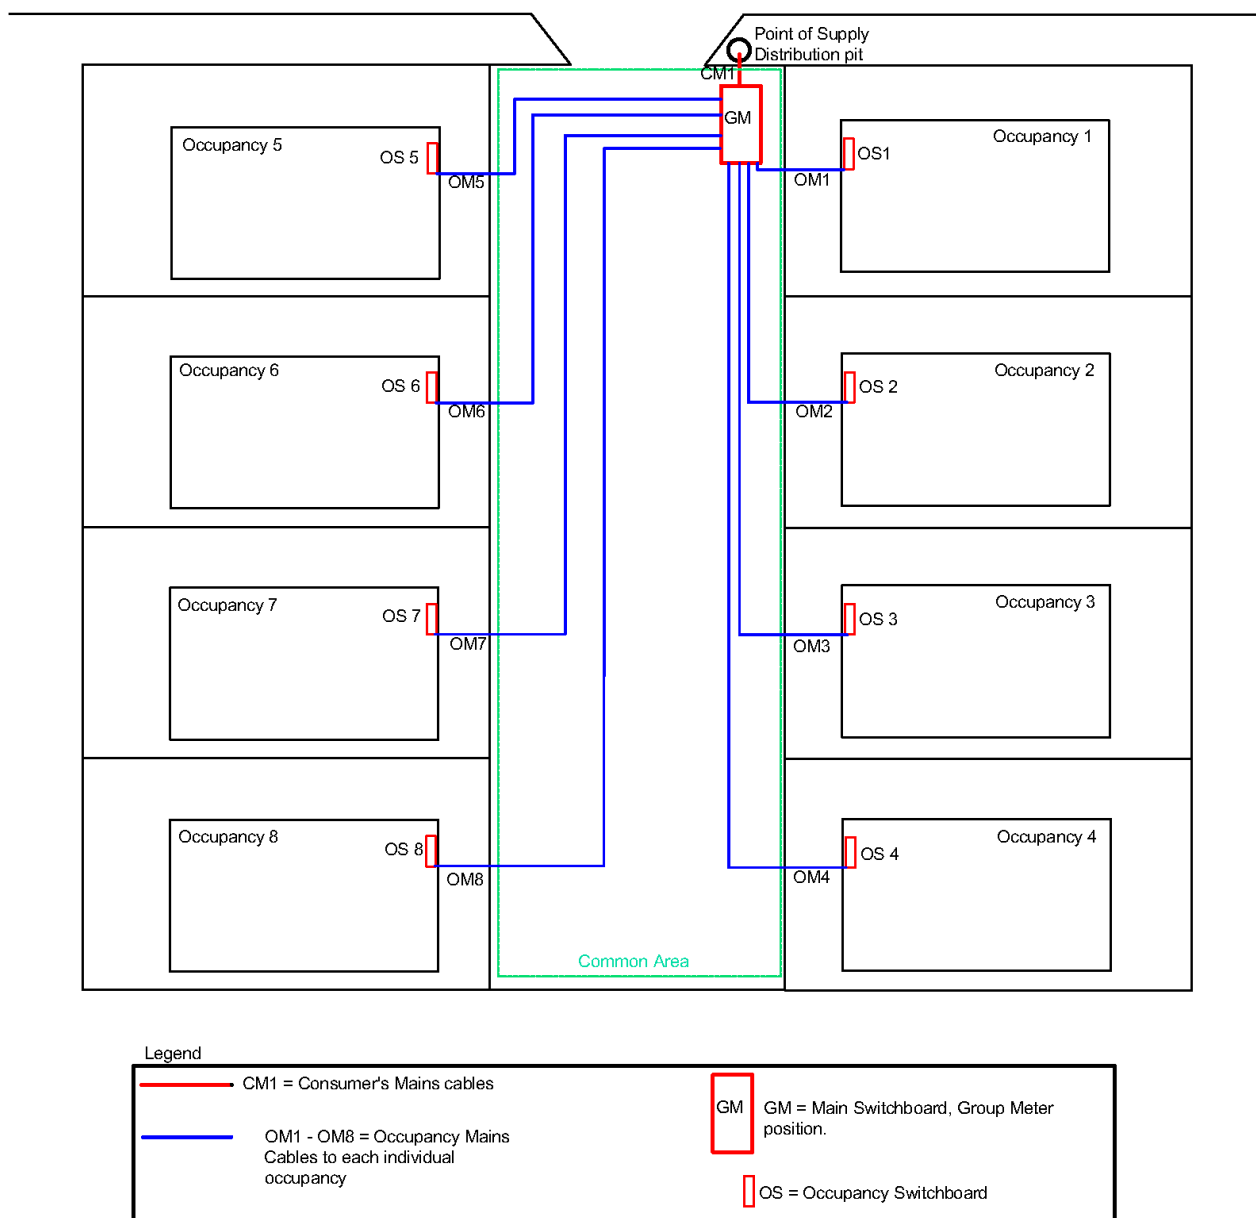 Point of Supply
Distribution pit
CM1
GM
Occupancy 5
OS 5
OM5
Occupancy 1
OS1
OM1
Occupancy 6
OS 6
OM6
Occupancy 2
OS 2
OM2
Occupancy 7
OS 7
OM7
Occupancy 3
OS 3
OM3
Occupancy 8
OS 8
OM8
Occupancy 4
OS 4
OM4
Common Area
Legend
CM1 = Consumer's Mains cables
OM1 - OM8 = Occupancy Mains
Cables to each individual
occupancy
GM
GM = Main Switchboard, Group Meter
position.
OS = Occupancy Switchboard